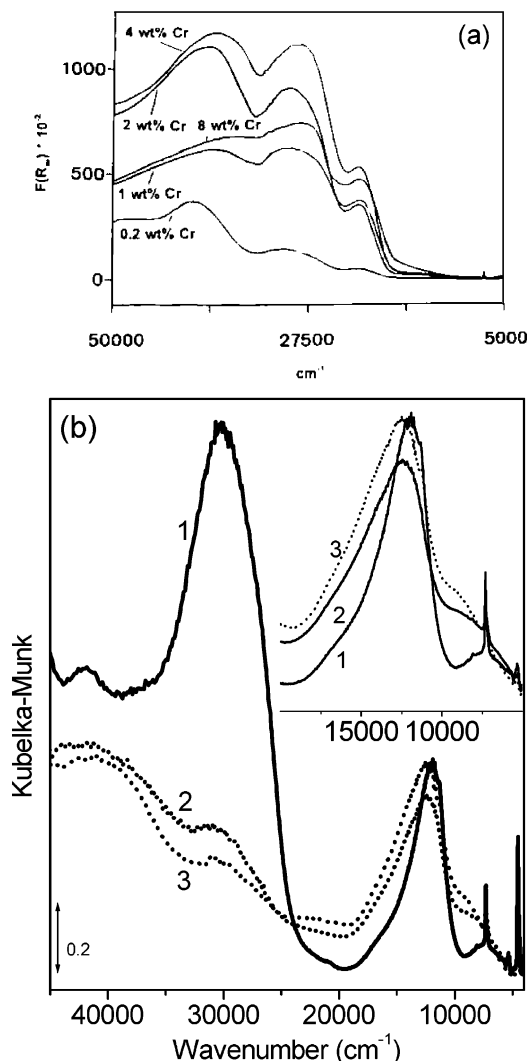 (a)
4 wt% Cr
1000
2 wt% Cr
8 wt% Cr
F(R∞) * 10⁻²
500
1 wt% Cr
0.2 wt% Cr
0
50000
27500
5000
cm⁻¹
(b)
1
3
2
1
15000 10000
2
3
0.2
Kubelka-Munk
40000 30000 20000 10000
Wavenumber (cm⁻¹)